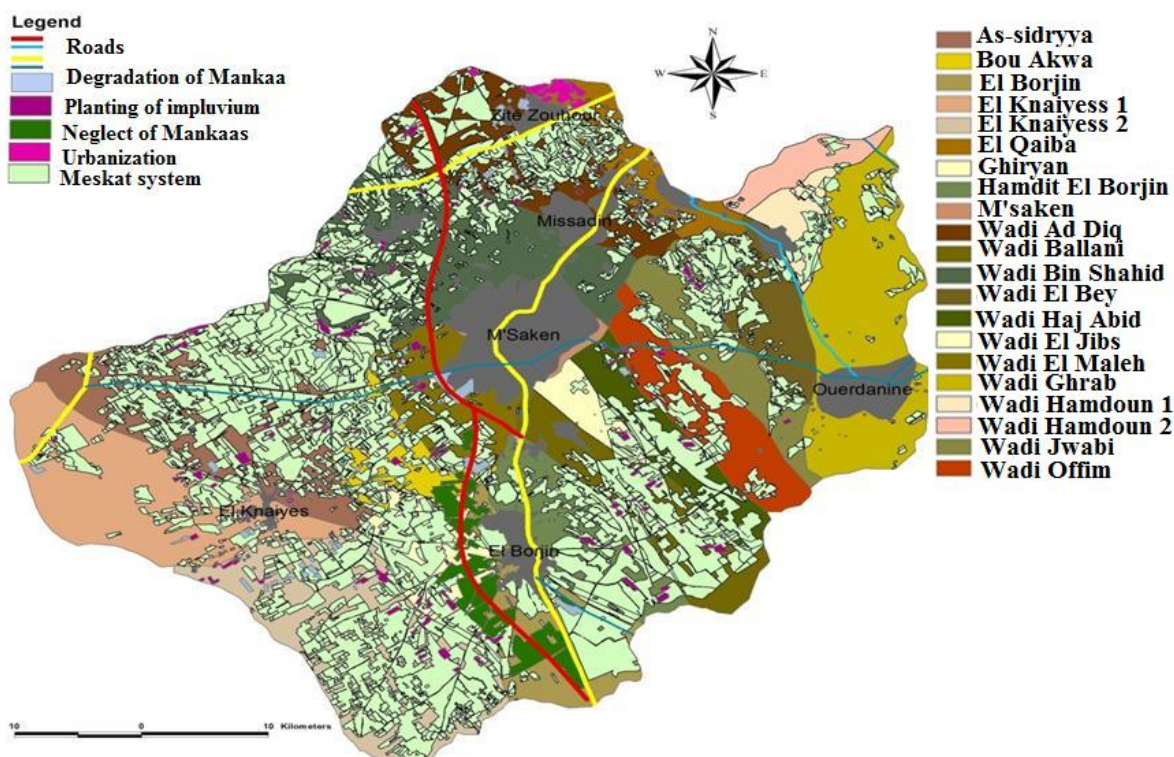 Legend
Roads
Degradation of Mankaa
Planting of impluvium
Neglect of Mankaas
Urbanization
Meskat system
N
W E
S
Zite Zouhour
Missadin
M'Saken
Ouerdanine
El Knaiyes
El Borjin
10 0 10 Kilometers
As-sidryya
Bou Akwa
El Borjin
El Knaiyess 1
El Knaiyess 2
El Qaiba
Ghiryan
Hamdit El Borjin
M'saken
Wadi Ad Diq
Wadi Ballani
Wadi Bin Shahid
Wadi El Bey
Wadi Haj Abid
Wadi El Jibs
Wadi El Maleh
Wadi Ghrab
Wadi Hamdoun 1
Wadi Hamdoun 2
Wadi Jwabi
Wadi Offim